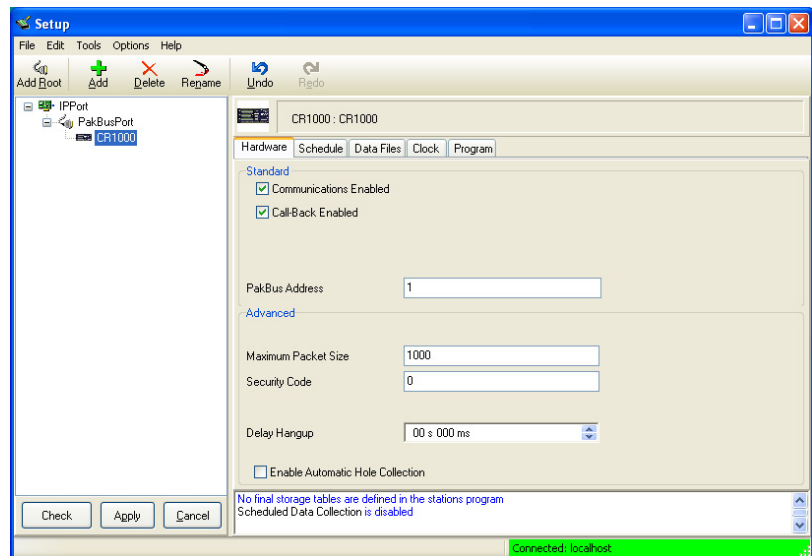 Setup
File Edit Tools Options Help
Add Root Add Delete Rename Undo Redo
IPPort
PakBusPort
CR1000
CR1000 : CR1000
Hardware Schedule Data Files Clock Program
Standard
Communications Enabled
Call-Back Enabled
PakBus Address 1
Advanced
Maximum Packet Size 1000
Security Code 0
Delay Hangup 00 s 000 ms
Enable Automatic Hole Collection
No final storage tables are defined in the stations program
Scheduled Data Collection is disabled
Check Apply Cancel
Connected: localhost